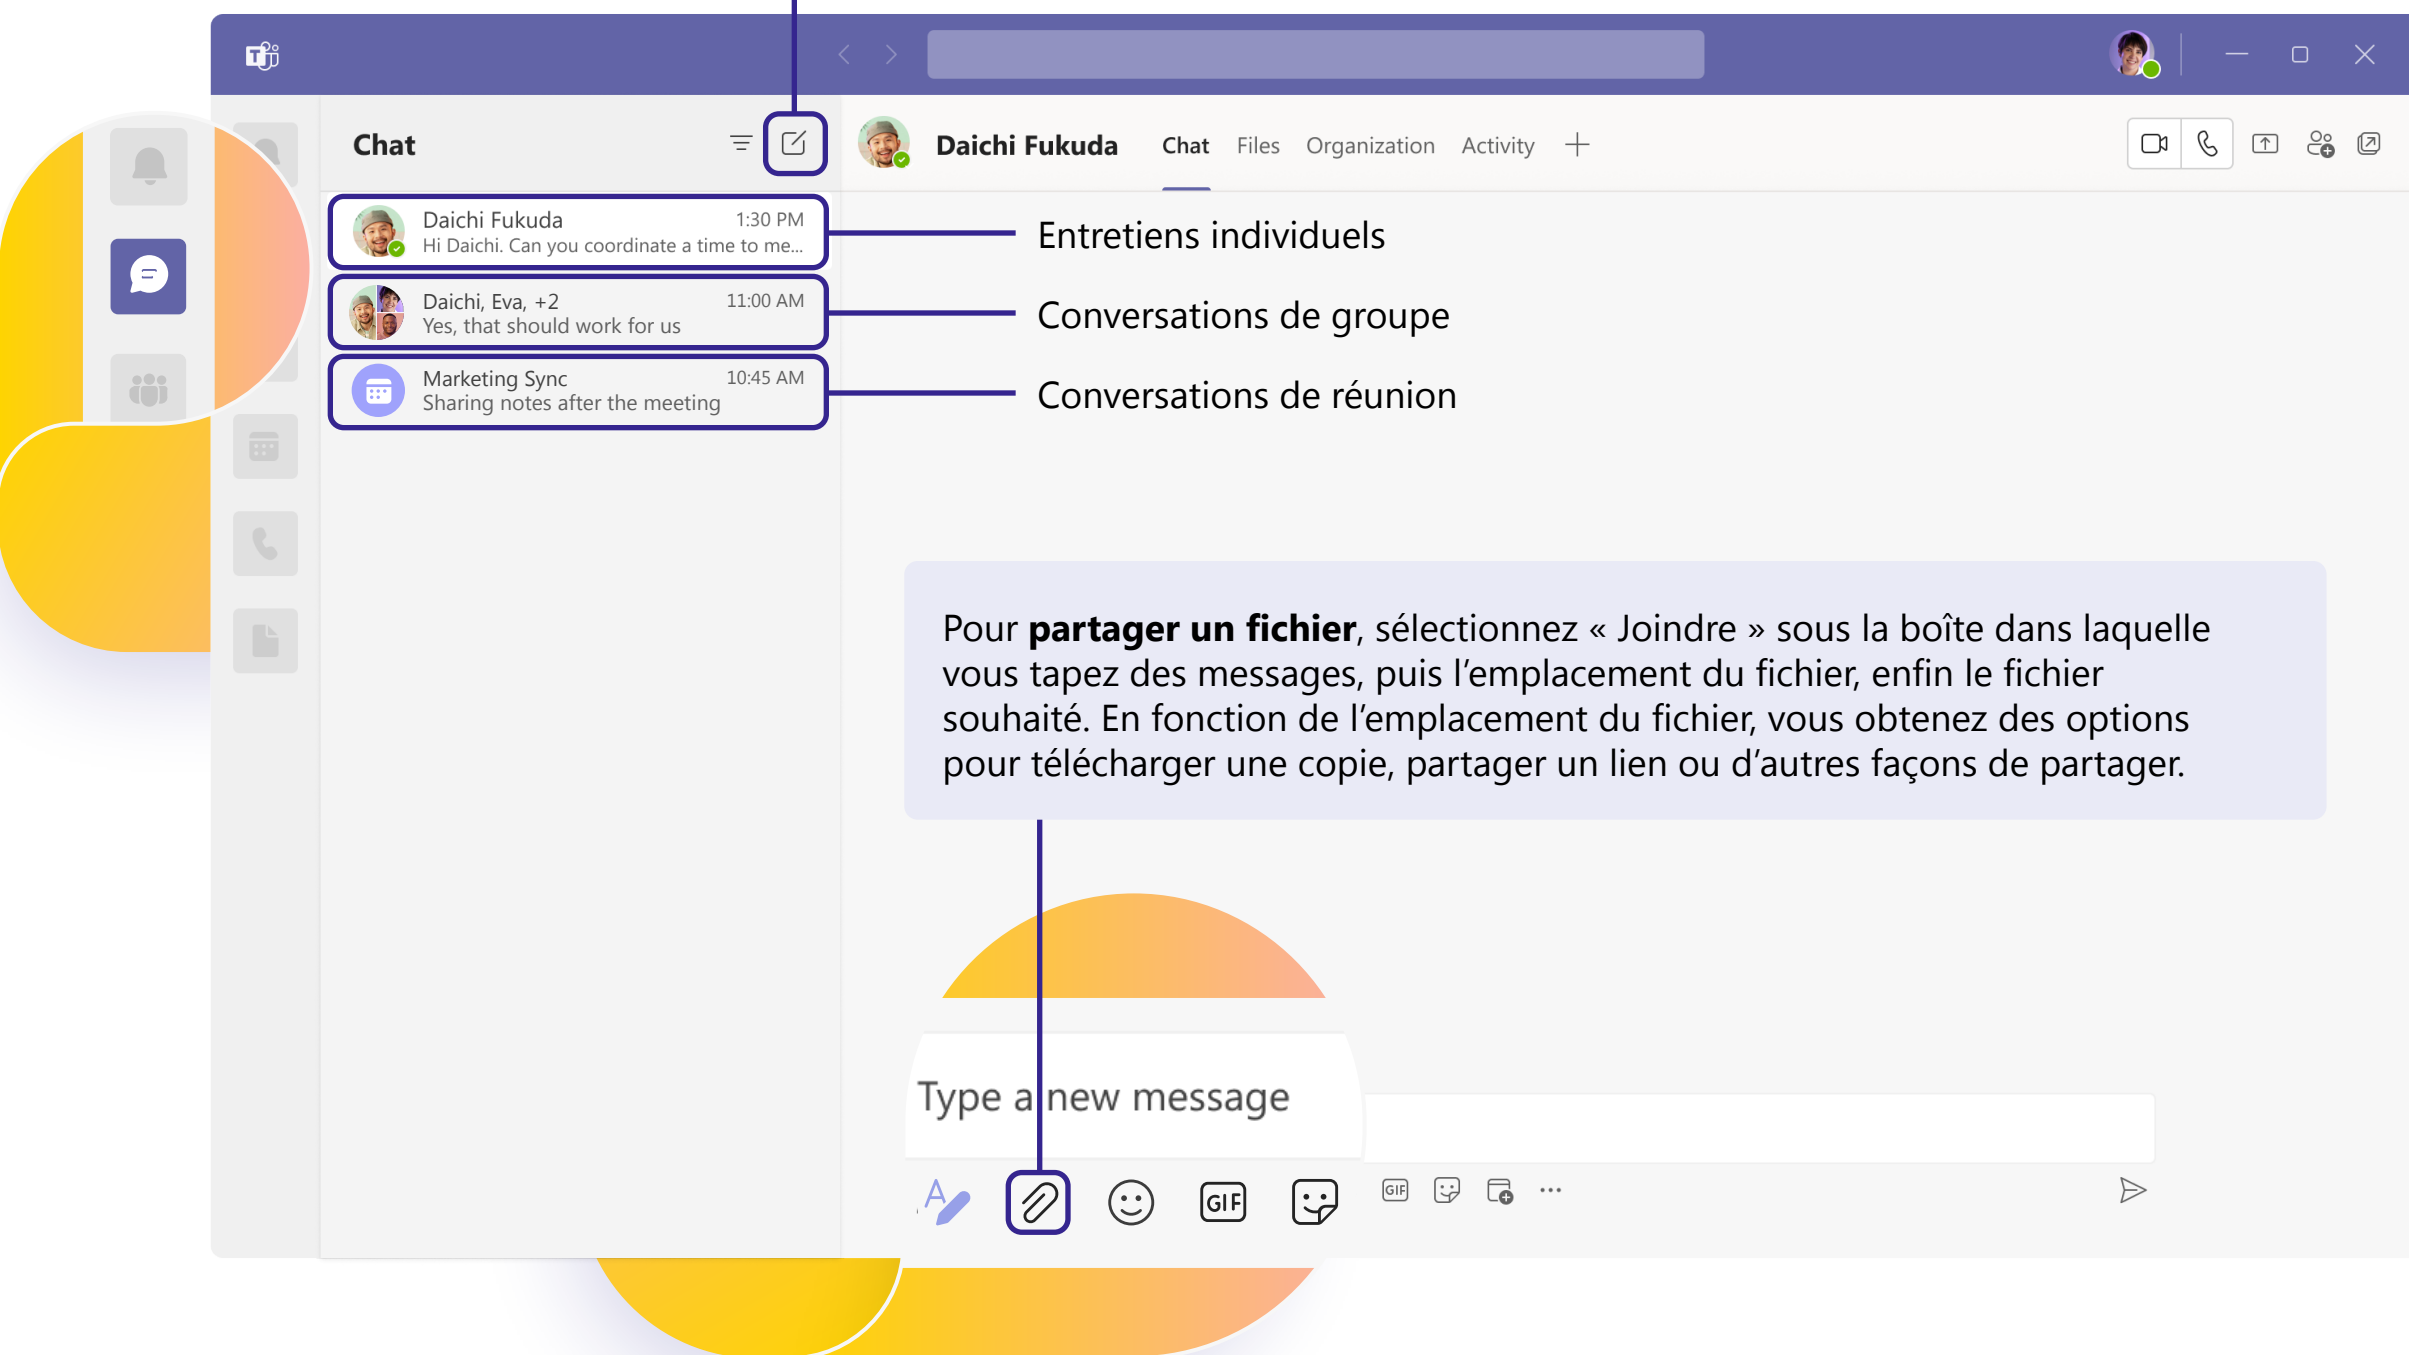 Chat
Daichi Fukuda
Chat
Files
Organization
Activity
Daichi Fukuda
1:30 PM
Hi Daichi. Can you coordinate a time to me...
Entretiens individuels
Daichi, Eva, +2
11:00 AM
Yes, that should work for us
Conversations de groupe
Marketing Sync
10:45 AM
Sharing notes after the meeting
Conversations de réunion
Pour partager un fichier, sélectionnez « Joindre » sous la boîte dans laquelle
vous tapez des messages, puis l’emplacement du fichier, enfin le fichier
souhaité. En fonction de l’emplacement du fichier, vous obtenez des options
pour télécharger une copie, partager un lien ou d’autres façons de partager.
Type a new message
GIF
GIF